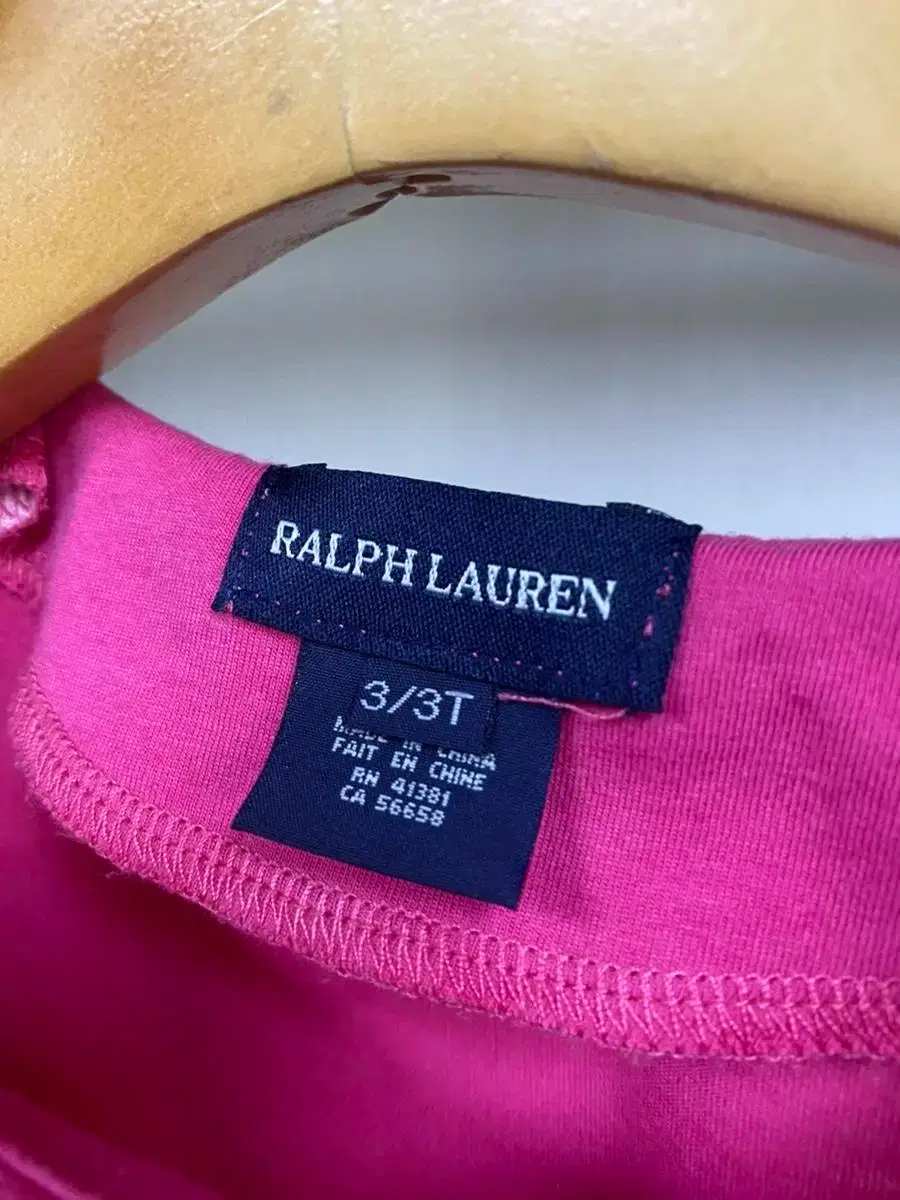 RALPH LAUREN
3/3T
MADE IN CHINA
FAIT EN CHINE
RN 41381
CA 56658